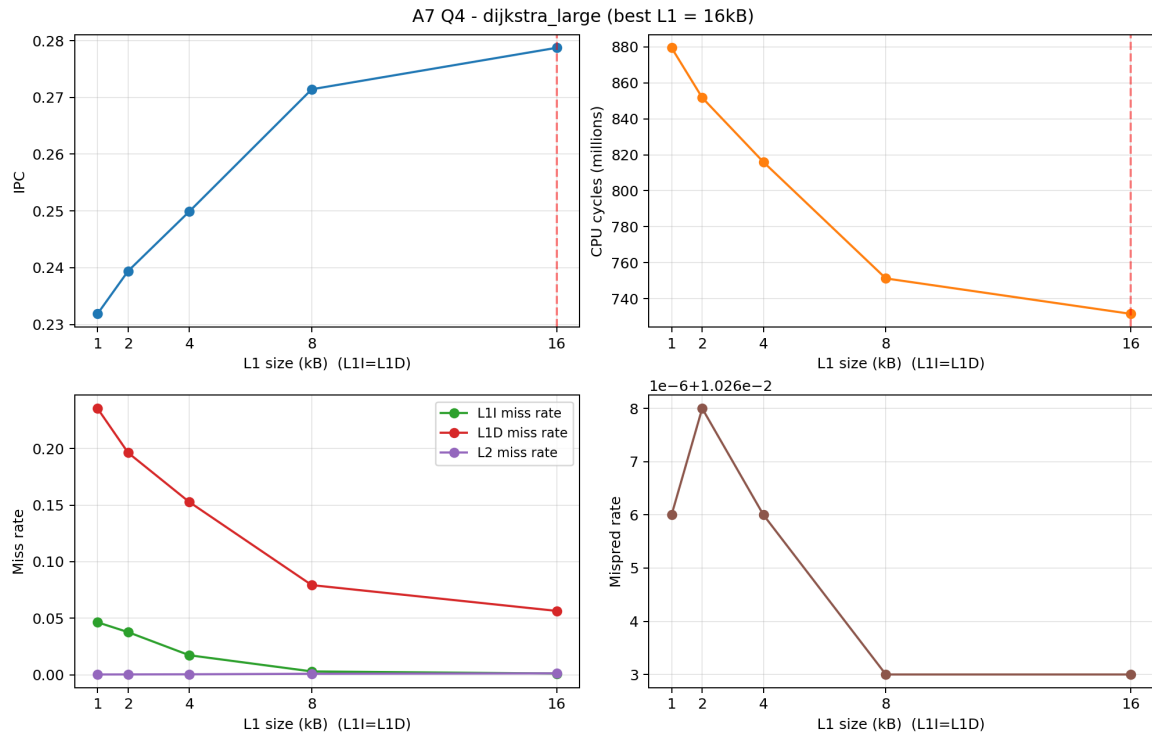 A7 Q4 - dijkstra_large (best L1 = 16kB)
0.28
0.27
0.26
0.25
0.24
0.23
IPC
1 2 4 8 16
L1 size (kB) (L1I=L1D)
880
860
840
820
800
780
760
740
CPU cycles (millions)
1 2 4 8 16
L1 size (kB) (L1I=L1D)
0.20
0.15
0.10
0.05
0.00
Miss rate
L1I miss rate
L1D miss rate
L2 miss rate
1 2 4 8 16
L1 size (kB) (L1I=L1D)
1e-6+1.026e-2
8
7
6
5
4
3
Mispred rate
1 2 4 8 16
L1 size (kB) (L1I=L1D)